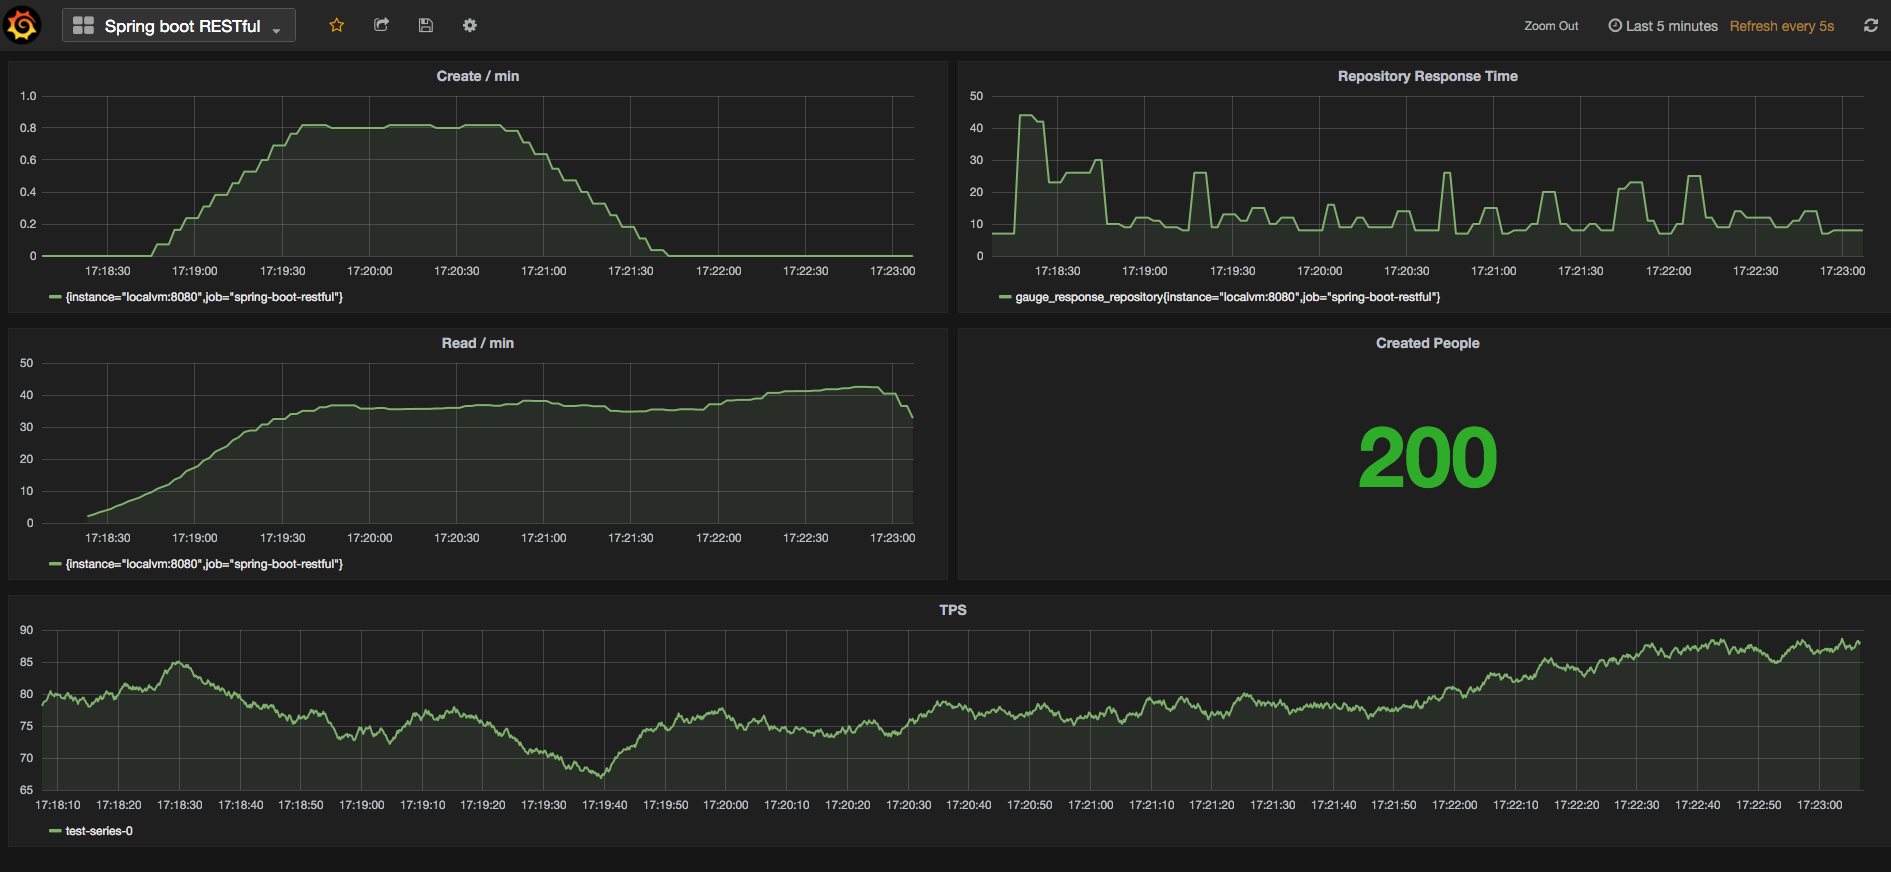 Spring boot RESTful
Zoom Out Last 5 minutes Refresh every 5s
Create / min
1.0
0.8
0.6
0.4
0.2
0
17:18:30 17:19:00 17:19:30 17:20:00 17:20:30 17:21:00 17:21:30 17:22:00 17:22:30 17:23:00
{instance="localvm:8080",job="spring-boot-restful"}
Repository Response Time
50
40
30
20
10
0
17:18:30 17:19:00 17:19:30 17:20:00 17:20:30 17:21:00 17:21:30 17:22:00 17:22:30 17:23:00
gauge_response_repository{instance="localvm:8080",job="spring-boot-restful"}
Read / min
50
40
30
20
10
0
17:18:30 17:19:00 17:19:30 17:20:00 17:20:30 17:21:00 17:21:30 17:22:00 17:22:30 17:23:00
{instance="localvm:8080",job="spring-boot-restful"}
Created People
200
TPS
90
85
80
75
70
65
17:18:10 17:18:20 17:18:30 17:18:40 17:18:50 17:19:00 17:19:10 17:19:20 17:19:30 17:19:40 17:19:50 17:20:00 17:20:10 17:20:20 17:20:30 17:20:40 17:20:50 17:21:00 17:21:10 17:21:20 17:21:30 17:21:40 17:21:50 17:22:00 17:22:10 17:22:20 17:22:30 17:22:40 17:22:50 17:23:00
test-series-0